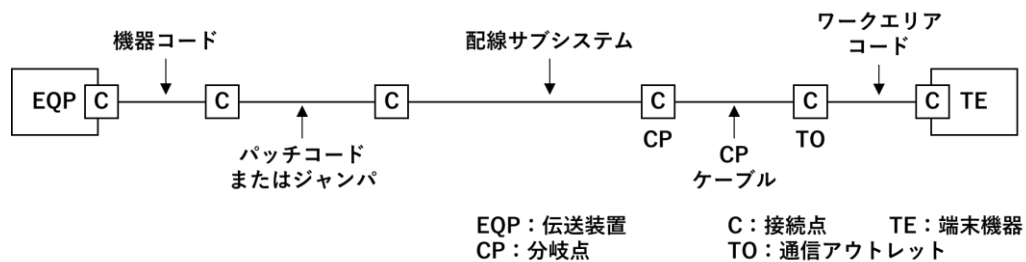 機器コード
配線サブシステム
ワークエリア
コード
EQP C C C C C C TE
CP TO
パッチコード
またはジャンパ
CP
ケーブル
EQP：伝送装置 C：接続点 TE：端末機器
CP：分岐点 TO：通信アウトレット